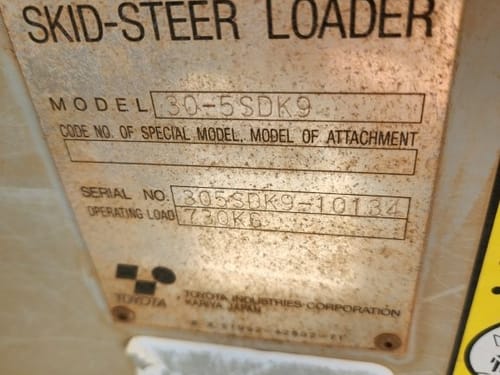 SKID-STEER LOADER
MODEL 30-5SDK9
CODE NO. OF SPECIAL MODEL, MODEL OF ATTACHMENT
SERIAL NO. 305SDK9-10134
OPERATING LOAD 730KG
TOYOTA
TOYOTA INDUSTRIES CORPORATION
KARIYA JAPAN